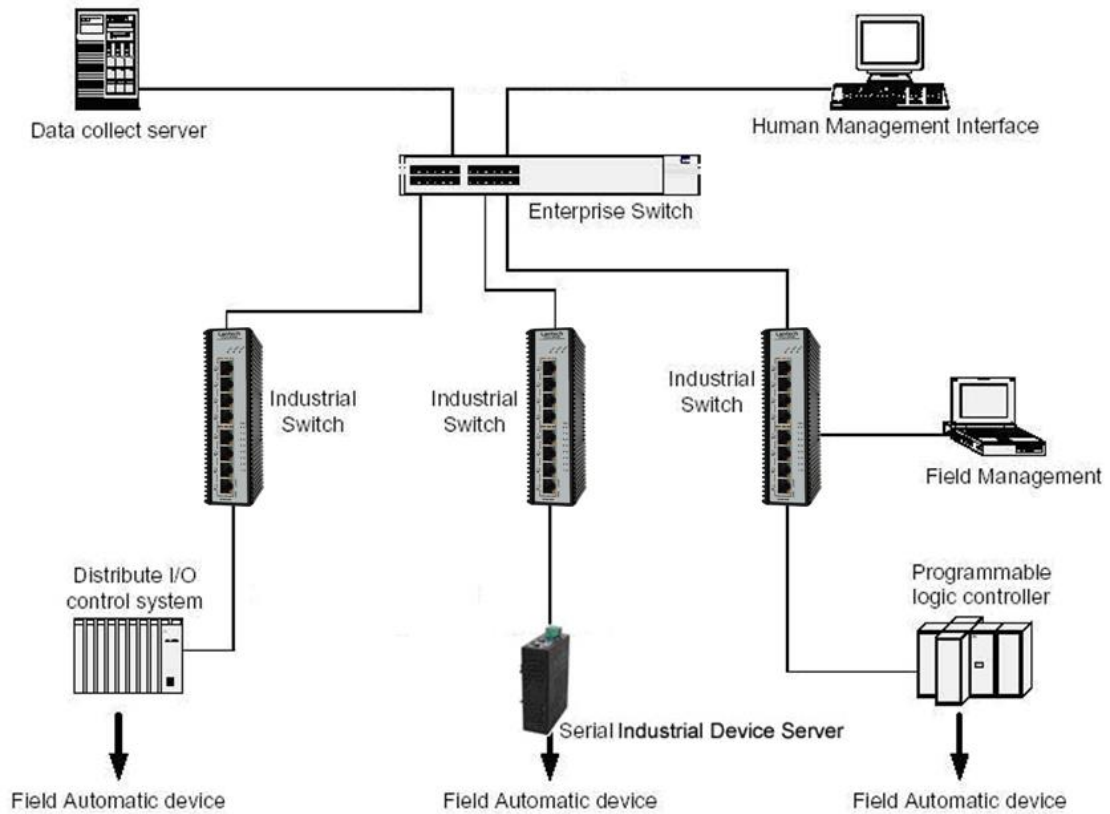 Data collect server
Human Management Interface
Enterprise Switch
Industrial
Switch
Industrial
Switch
Industrial
Switch
Field Management
Distribute I/O
control system
Programmable
logic controller
Serial Industrial Device Server
Field Automatic device
Field Automatic device
Field Automatic device